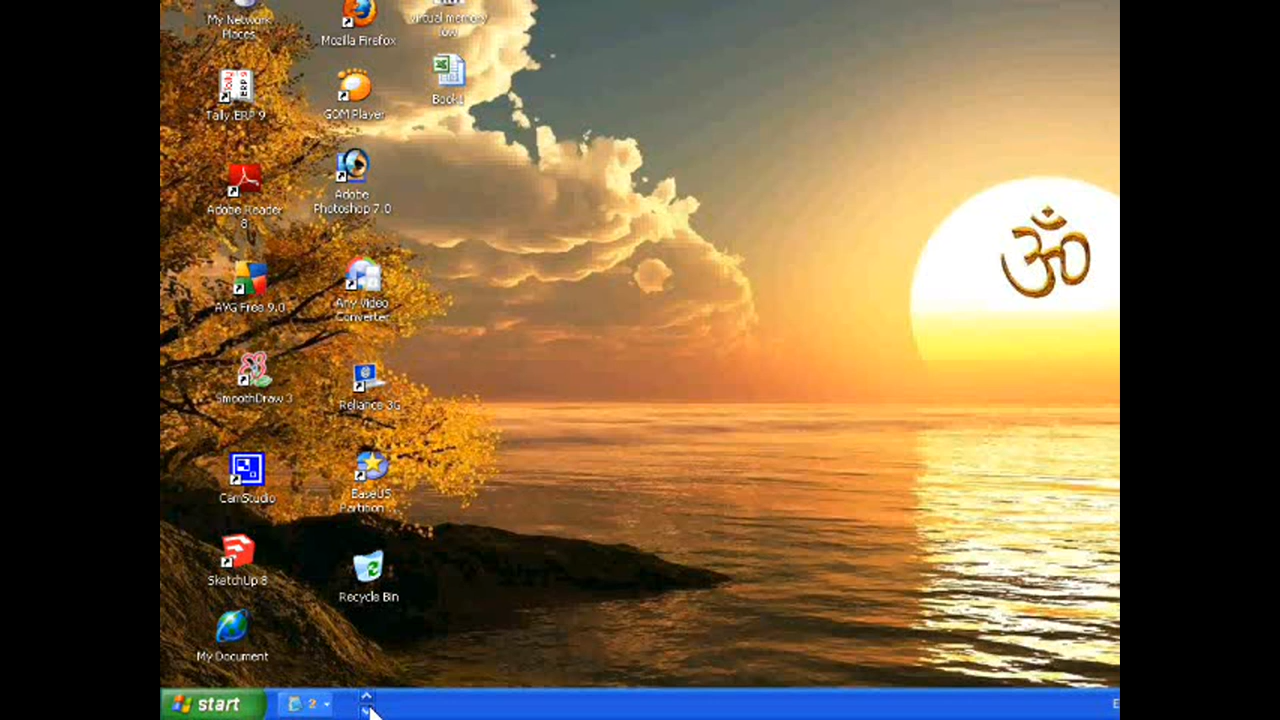 My Network
Places
Mozilla Firefox
virtual memory
low
Tally.ERP 9
GOM Player
Book1
Adobe Reader
8
Adobe
Photoshop 7.0
AVG Free 9.0
Any Video
Converter
SmoothDraw 3
Reliance 3G
CamStudio
EaseUS
Partition ...
SketchUp 8
Recycle Bin
My Document
ॐ
start
2
E